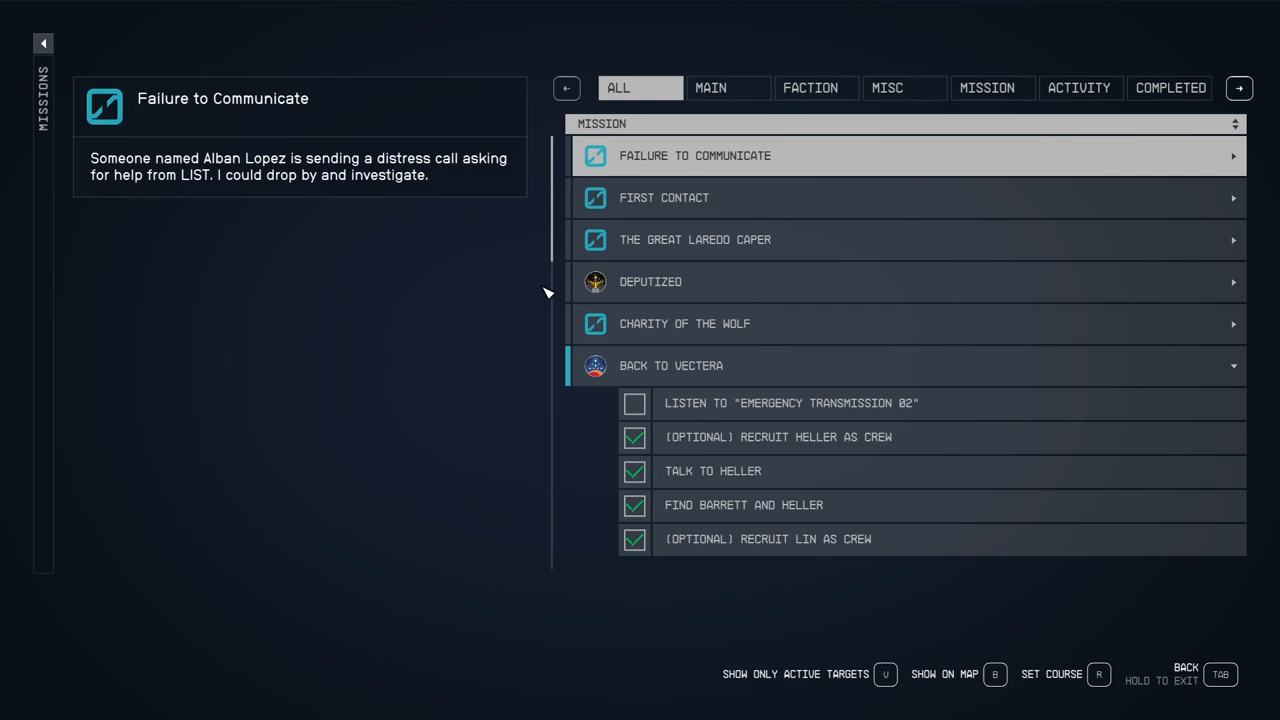 MISSIONS
Failure to Communicate
Someone named Alban Lopez is sending a distress call asking
for help from LIST. I could drop by and investigate.
ALL
MAIN
FACTION
MISC
MISSION
ACTIVITY
COMPLETED
MISSION
FAILURE TO COMMUNICATE
FIRST CONTACT
THE GREAT LAREDO CAPER
DEPUTIZED
CHARITY OF THE WOLF
BACK TO VECTERA
LISTEN TO "EMERGENCY TRANSMISSION 02"
(OPTIONAL) RECRUIT HELLER AS CREW
TALK TO HELLER
FIND BARRETT AND HELLER
(OPTIONAL) RECRUIT LIN AS CREW
SHOW ONLY ACTIVE TARGETS V
SHOW ON MAP B
SET COURSE R
BACK
HOLD TO EXIT
TAB